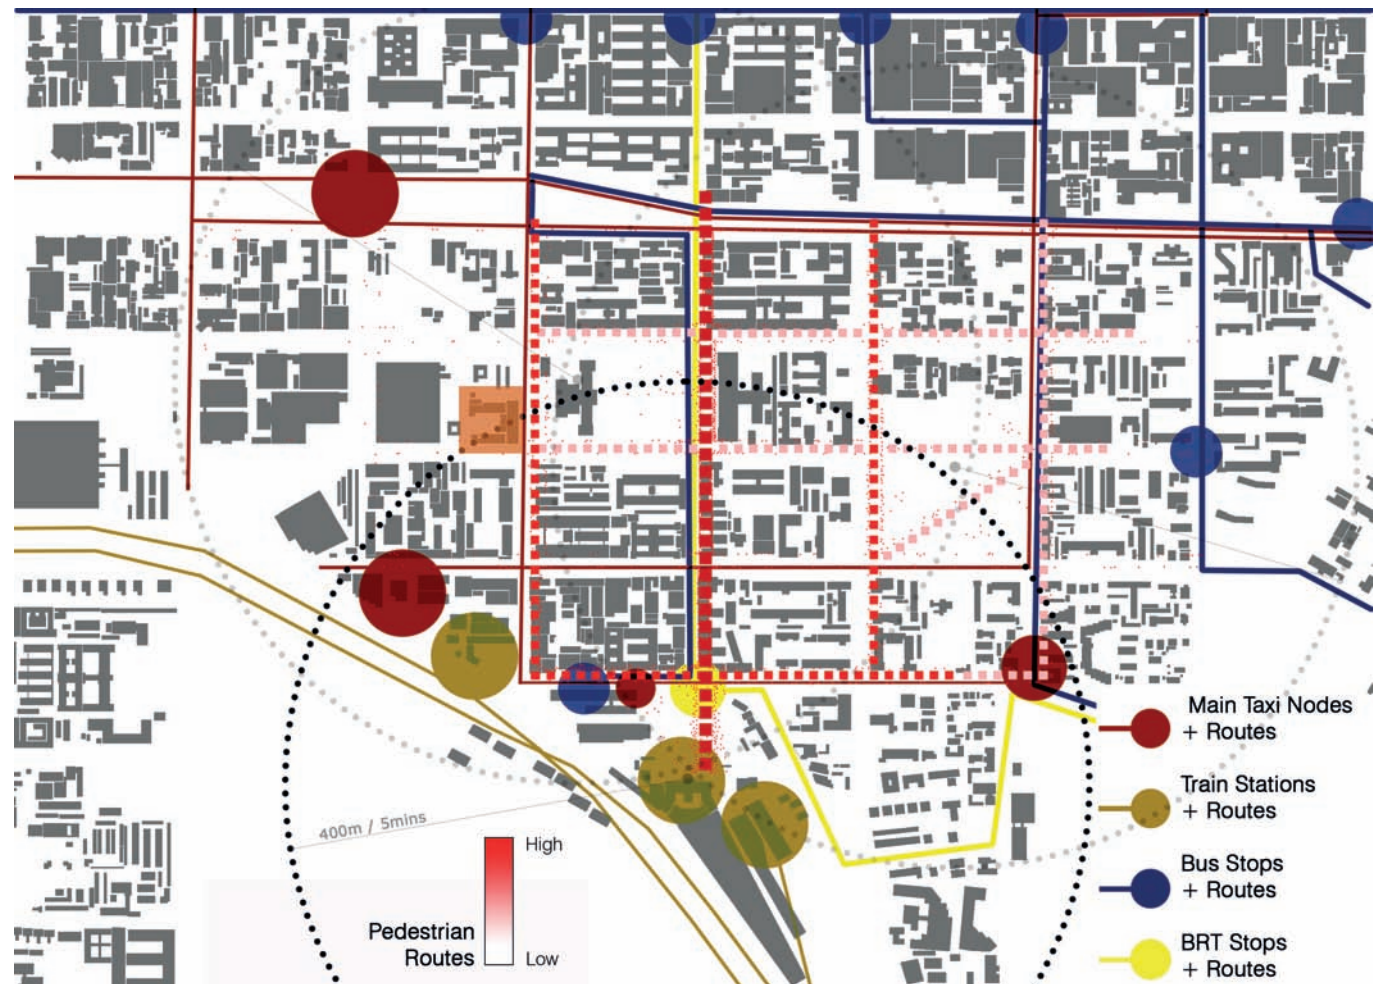 Main Taxi Nodes
+ Routes
Train Stations
+ Routes
400m / 5mins
High
Bus Stops
+ Routes
Pedestrian
Routes
Low
BRT Stops
+ Routes